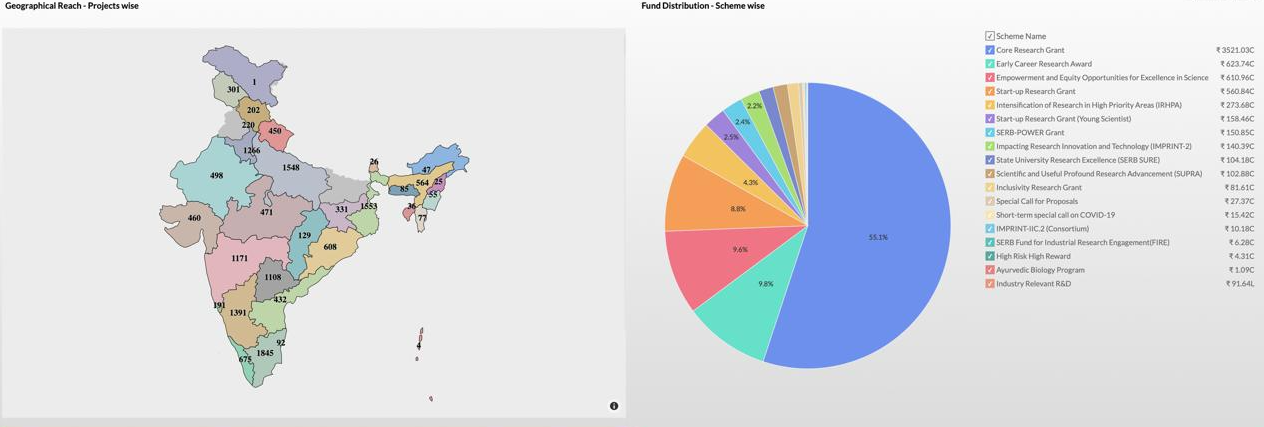 Geographical Reach - Projects wise
1
301
202
220
450
1266
498
1548
26
47
564
25
85
55
36
77
460
471
331
1553
129
608
1171
1108
432
191
1391
92
675
1845
4
Fund Distribution - Scheme wise
2.2%
2.4%
2.5%
4.3%
8.8%
9.6%
9.8%
55.1%
Scheme Name
Core Research Grant ₹ 3521.03C
Early Career Research Award ₹ 623.74C
Empowerment and Equity Opportunities for Excellence in Science ₹ 610.96C
Start-up Research Grant ₹ 560.84C
Intensification of Research in High Priority Areas (IRHPA) ₹ 273.68C
Start-up Research Grant (Young Scientist) ₹ 158.46C
SERB-POWER Grant ₹ 150.85C
Impacting Research Innovation and Technology (IMPRINT-2) ₹ 140.39C
State University Research Excellence (SERB SURE) ₹ 104.18C
Scientific and Useful Profound Research Advancement (SUPRA) ₹ 102.88C
Inclusivity Research Grant ₹ 81.61C
Special Call for Proposals ₹ 27.37C
Short-term special call on COVID-19 ₹ 15.42C
IMPRINT-IIC.2 (Consortium) ₹ 10.18C
SERB Fund for Industrial Research Engagement(FIRE) ₹ 6.28C
High Risk High Reward ₹ 4.31C
Ayurvedic Biology Program ₹ 1.09C
Industry Relevant R&D ₹ 91.64L